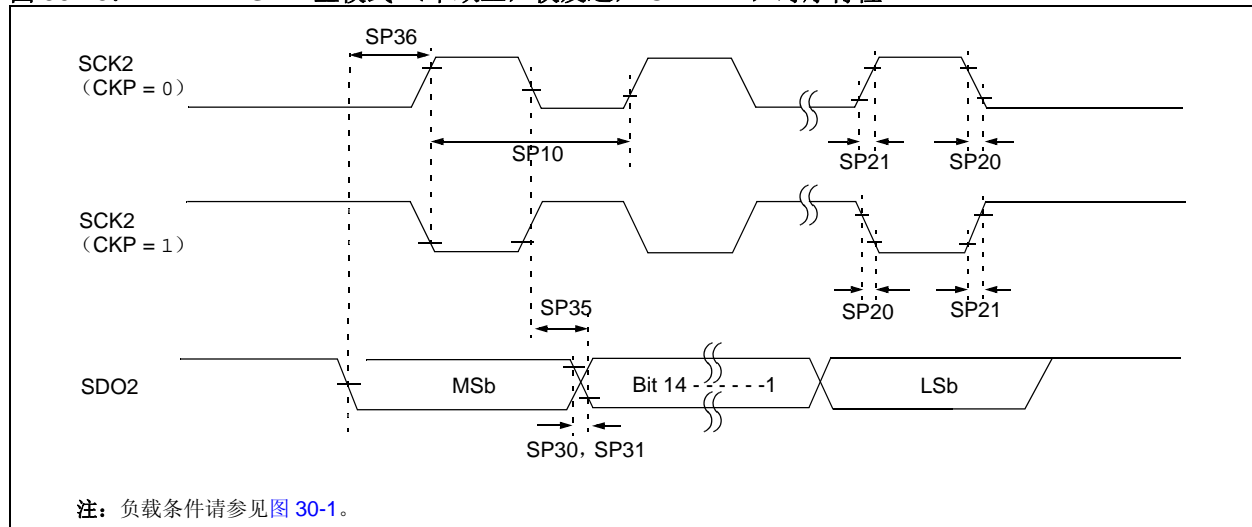 SP36
SCK2
（CKP = 0）
SP10
SP21
SP20
SCK2
（CKP = 1）
SP35
SP20
SP21
SDO2
MSb
Bit 14 - - - - - -1
LSb
SP30，SP31
注：负载条件请参见图 30-1。